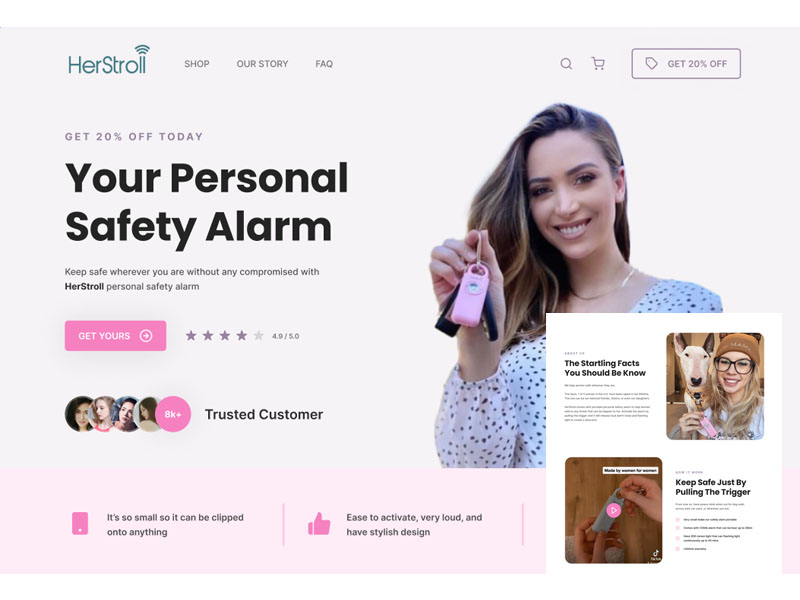 HerStroll
SHOP
OUR STORY
FAQ
GET 20% OFF
GET 20% OFF TODAY
Your Personal
Safety Alarm
Keep safe wherever you are without any compromised with
HerStroll personal safety alarm
GET YOURS
4.9 / 5.0
8k+
Trusted Customer
It's so small so it can be clipped
onto anything
Ease to activate, very loud, and
have stylish design
ABOUT US
The Startling Facts
You Should Be Know
Made by women for women
TikTok
HOW IT WORK
Keep Safe Just By
Pulling The Trigger
Lifetime warranty